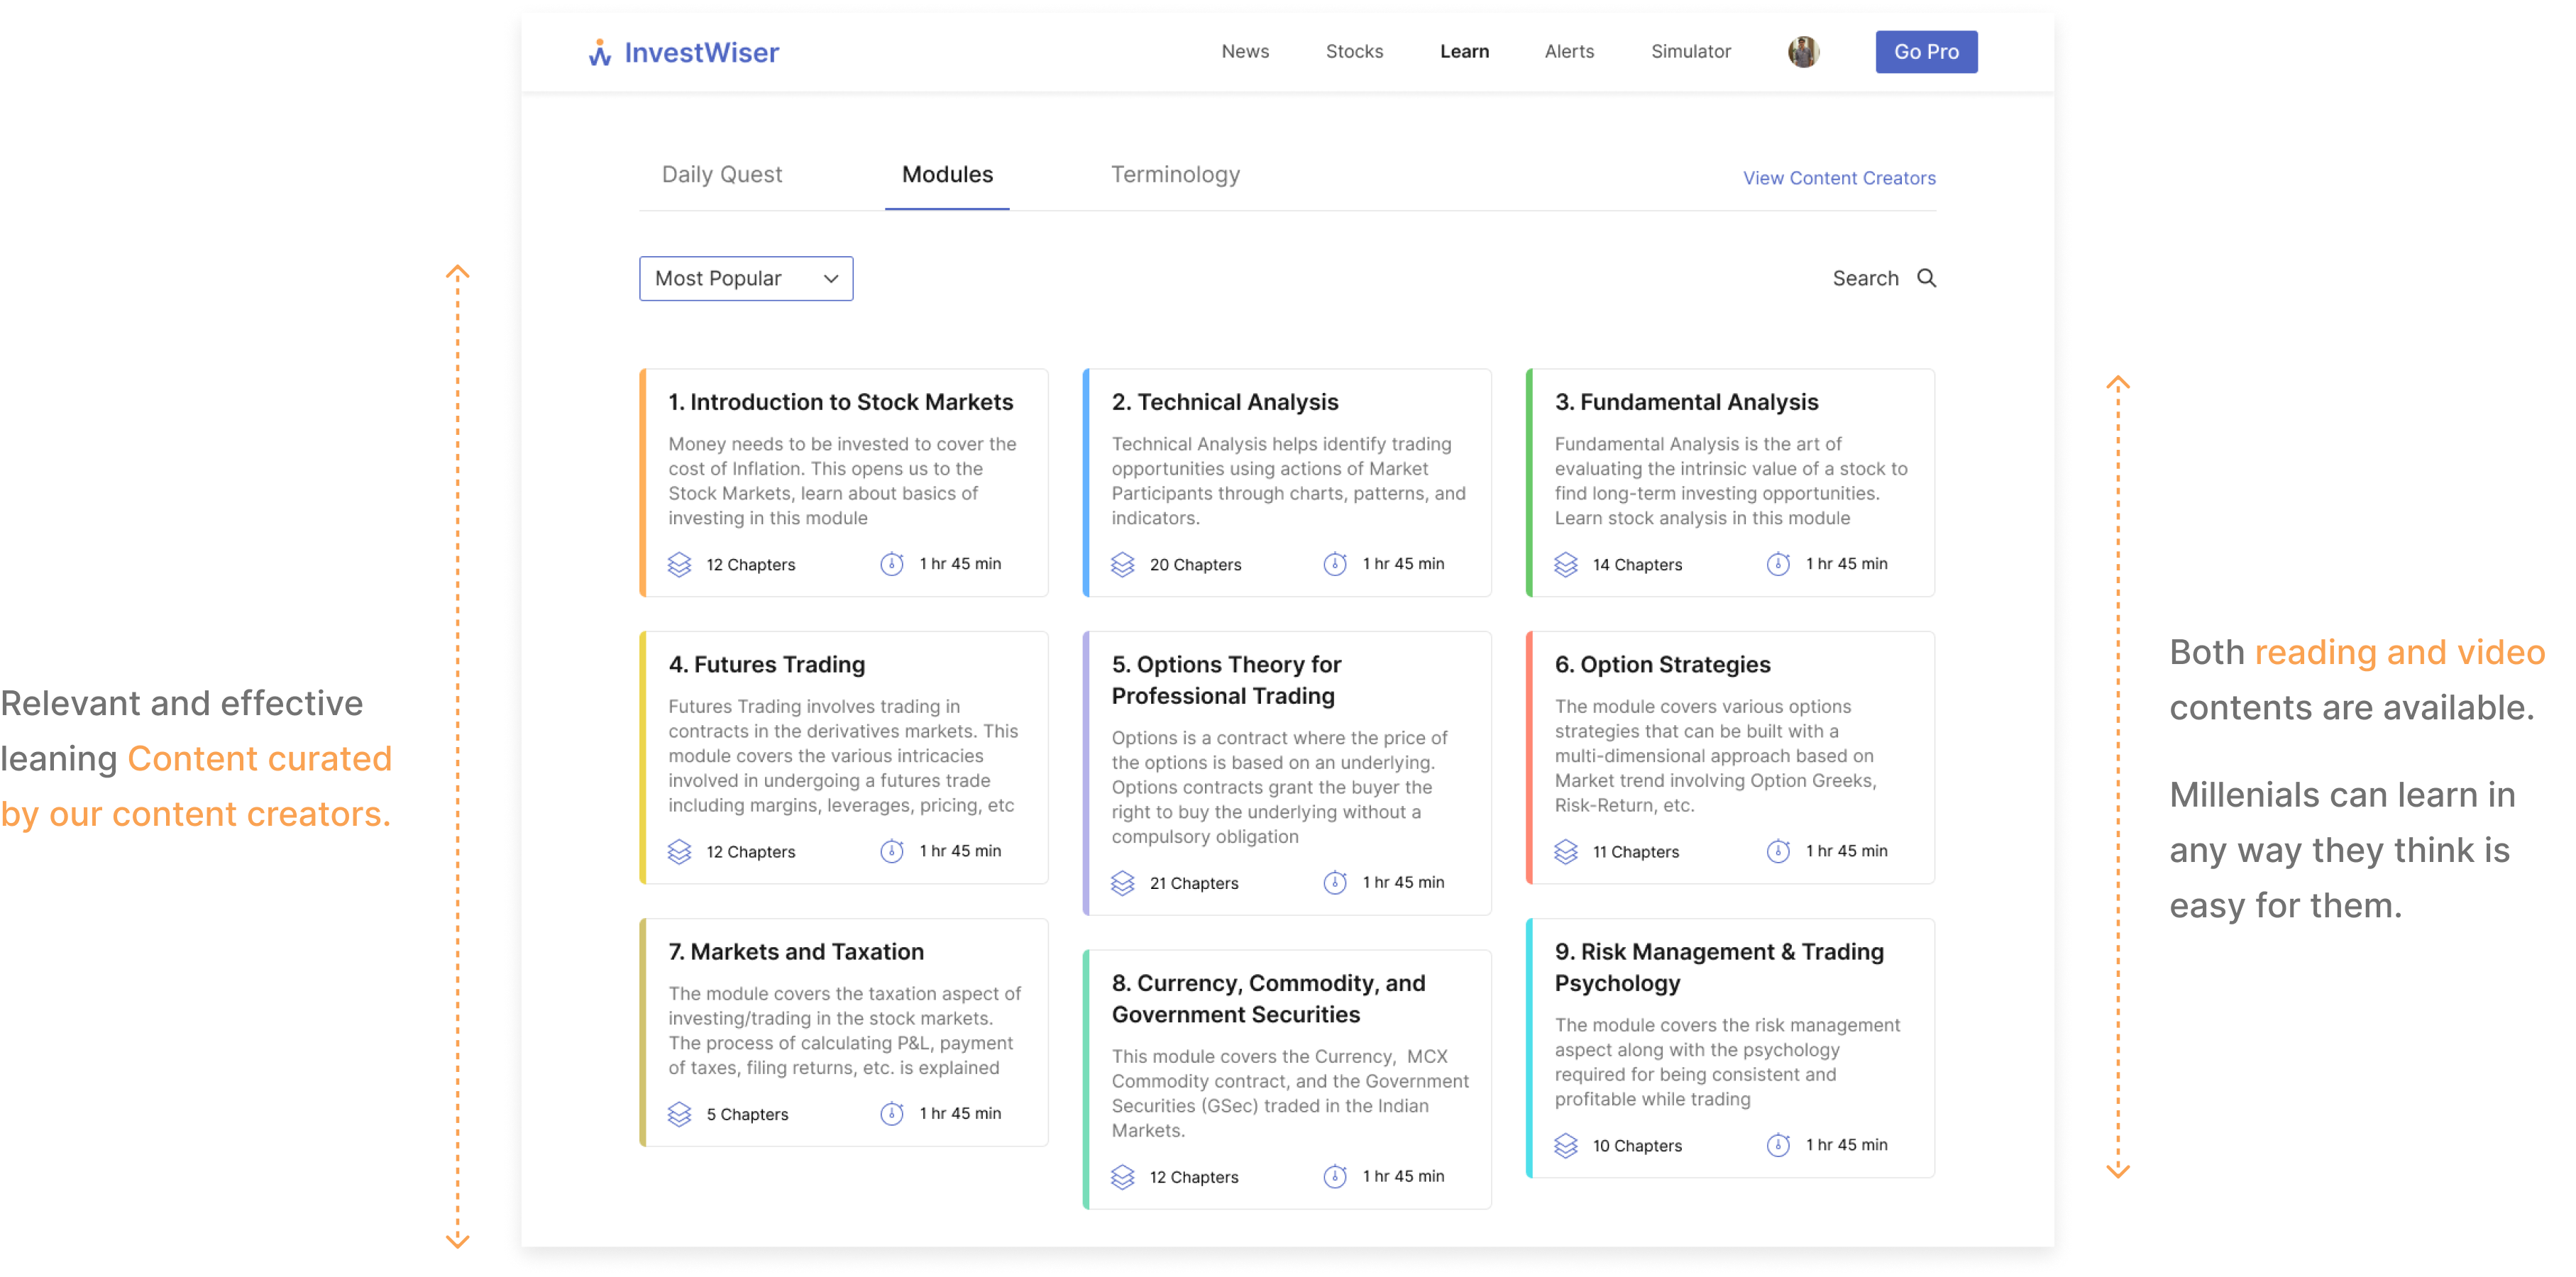 InvestWiser
News
Stocks
Learn
Alerts
Simulator
Go Pro
Daily Quest
Modules
Terminology
View Content Creators
Most Popular
Search
1. Introduction to Stock Markets
Money needs to be invested to cover the
cost of Inflation. This opens us to the
Stock Markets, learn about basics of
investing in this module
12 Chapters
1 hr 45 min
2. Technical Analysis
Technical Analysis helps identify trading
opportunities using actions of Market
Participants through charts, patterns, and
indicators.
20 Chapters
1 hr 45 min
3. Fundamental Analysis
Fundamental Analysis is the art of
evaluating the intrinsic value of a stock to
find long-term investing opportunities.
Learn stock analysis in this module
14 Chapters
1 hr 45 min
4. Futures Trading
Futures Trading involves trading in
contracts in the derivatives markets. This
module covers the various intricacies
involved in undergoing a futures trade
including margins, leverages, pricing, etc
12 Chapters
1 hr 45 min
5. Options Theory for
Professional Trading
Options is a contract where the price of
the options is based on an underlying.
Options contracts grant the buyer the
right to buy the underlying without a
compulsory obligation
21 Chapters
1 hr 45 min
6. Option Strategies
The module covers various options
strategies that can be built with a
multi-dimensional approach based on
Market trend involving Option Greeks,
Risk-Return, etc.
11 Chapters
1 hr 45 min
7. Markets and Taxation
The module covers the taxation aspect of
investing/trading in the stock markets.
The process of calculating P&L, payment
of taxes, filing returns, etc. is explained
5 Chapters
1 hr 45 min
8. Currency, Commodity, and
Government Securities
This module covers the Currency,  MCX
Commodity contract, and the Government
Securities (GSec) traded in the Indian
Markets.
12 Chapters
1 hr 45 min
9. Risk Management & Trading
Psychology
The module covers the risk management
aspect along with the psychology
required for being consistent and
profitable while trading
10 Chapters
1 hr 45 min
Relevant and effective
leaning Content curated
by our content creators.
Both reading and video
contents are available.
Millenials can learn in
any way they think is
easy for them.